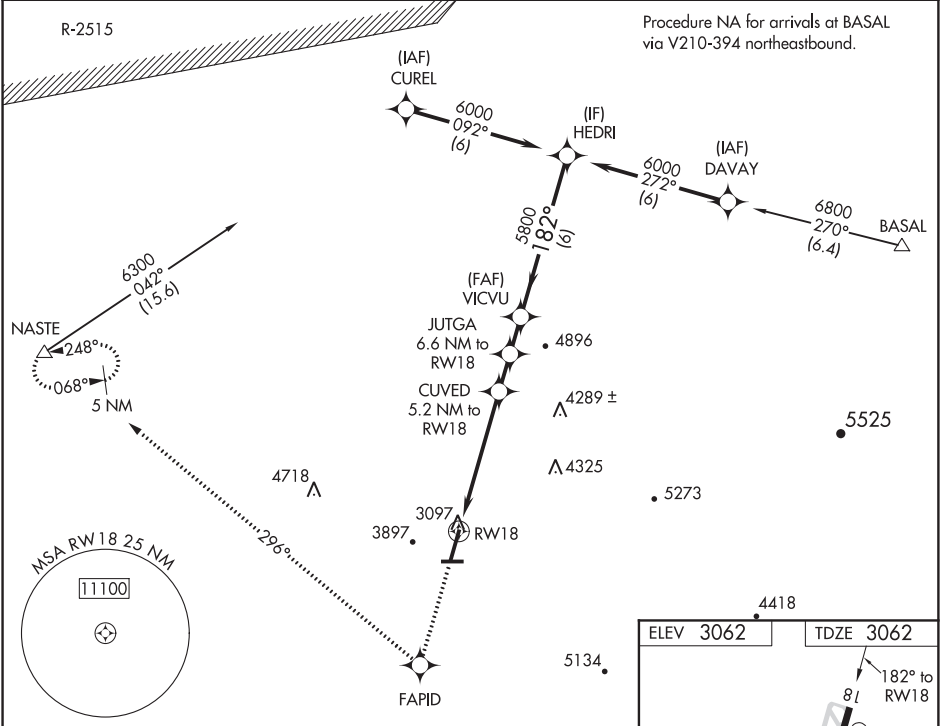 R-2515
Procedure NA for arrivals at BASAL
via V210-394 northeastbound.
(IAF)
CUREL
6000
092°
(6)
(IF)
HEDRI
(IAF)
DAVAY
6000
272°
(6)
6800
270°
(6.4)
BASAL
5800
182°
(6)
6300
042°
(15.6)
NASTE
248°
068°
5 NM
(FAF)
VICVU
JUTGA
6.6 NM to
RW18
4896
CUVED
5.2 NM to
RW18
4289 ±
5525
4325
4718
5273
3097
3897
RW18
296°
MSA RW18 25 NM
11100
4418
5134
FAPID
ELEV 3062
TDZE 3062
182° to
RW18
18